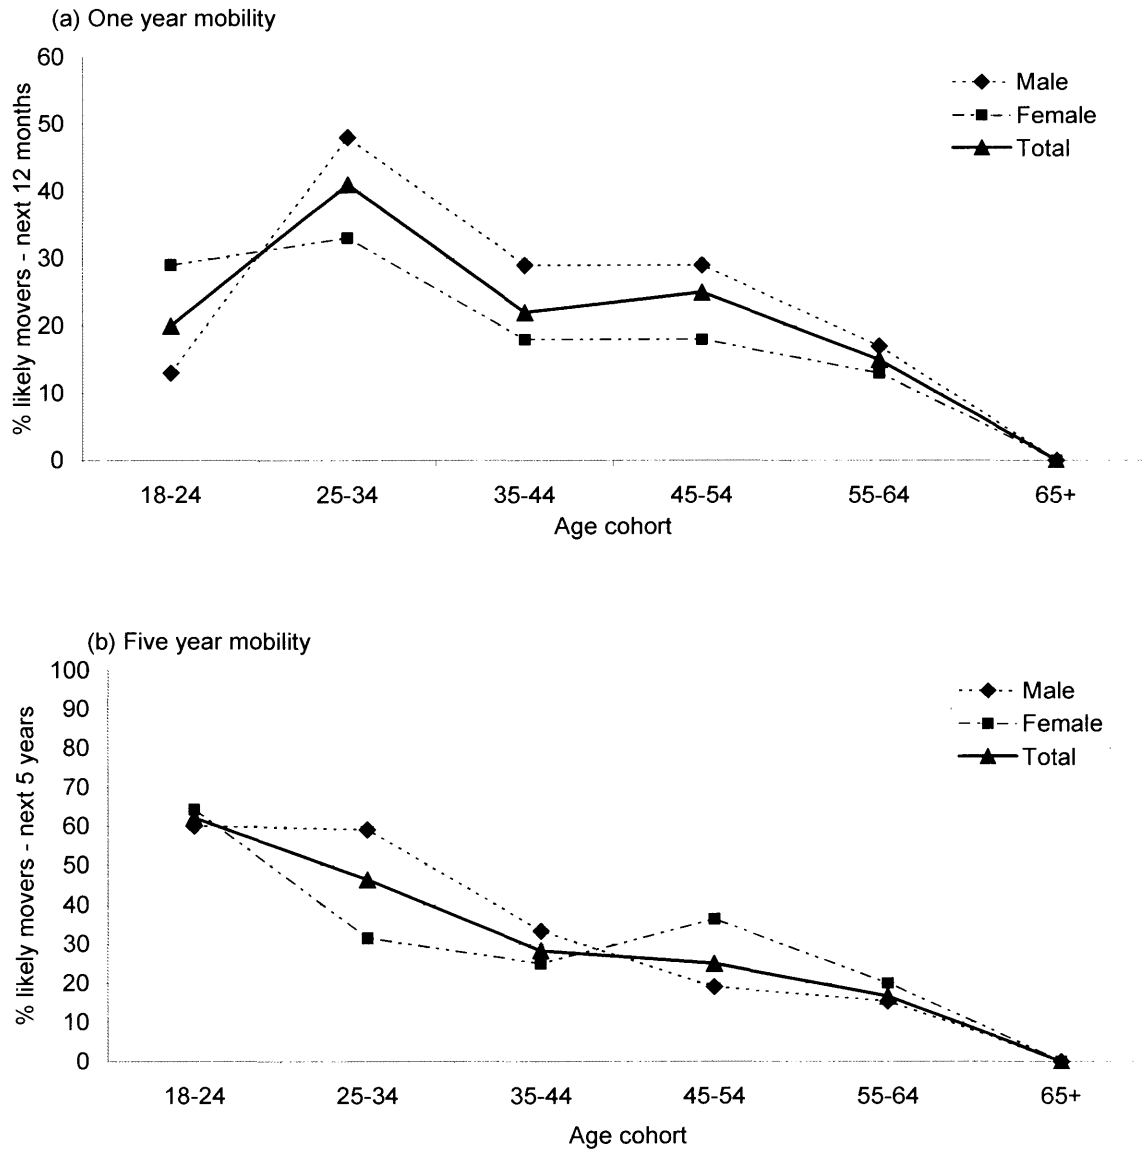 (a) One year mobility
60
50
40
30
20
10
0
% likely movers - next 12 months
Male
Female
Total
18-24 25-34 35-44 45-54 55-64 65+
Age cohort
(b) Five year mobility
100
90
80
70
60
50
40
30
20
10
0
% likely movers - next 5 years
Male
Female
Total
18-24 25-34 35-44 45-54 55-64 65+
Age cohort